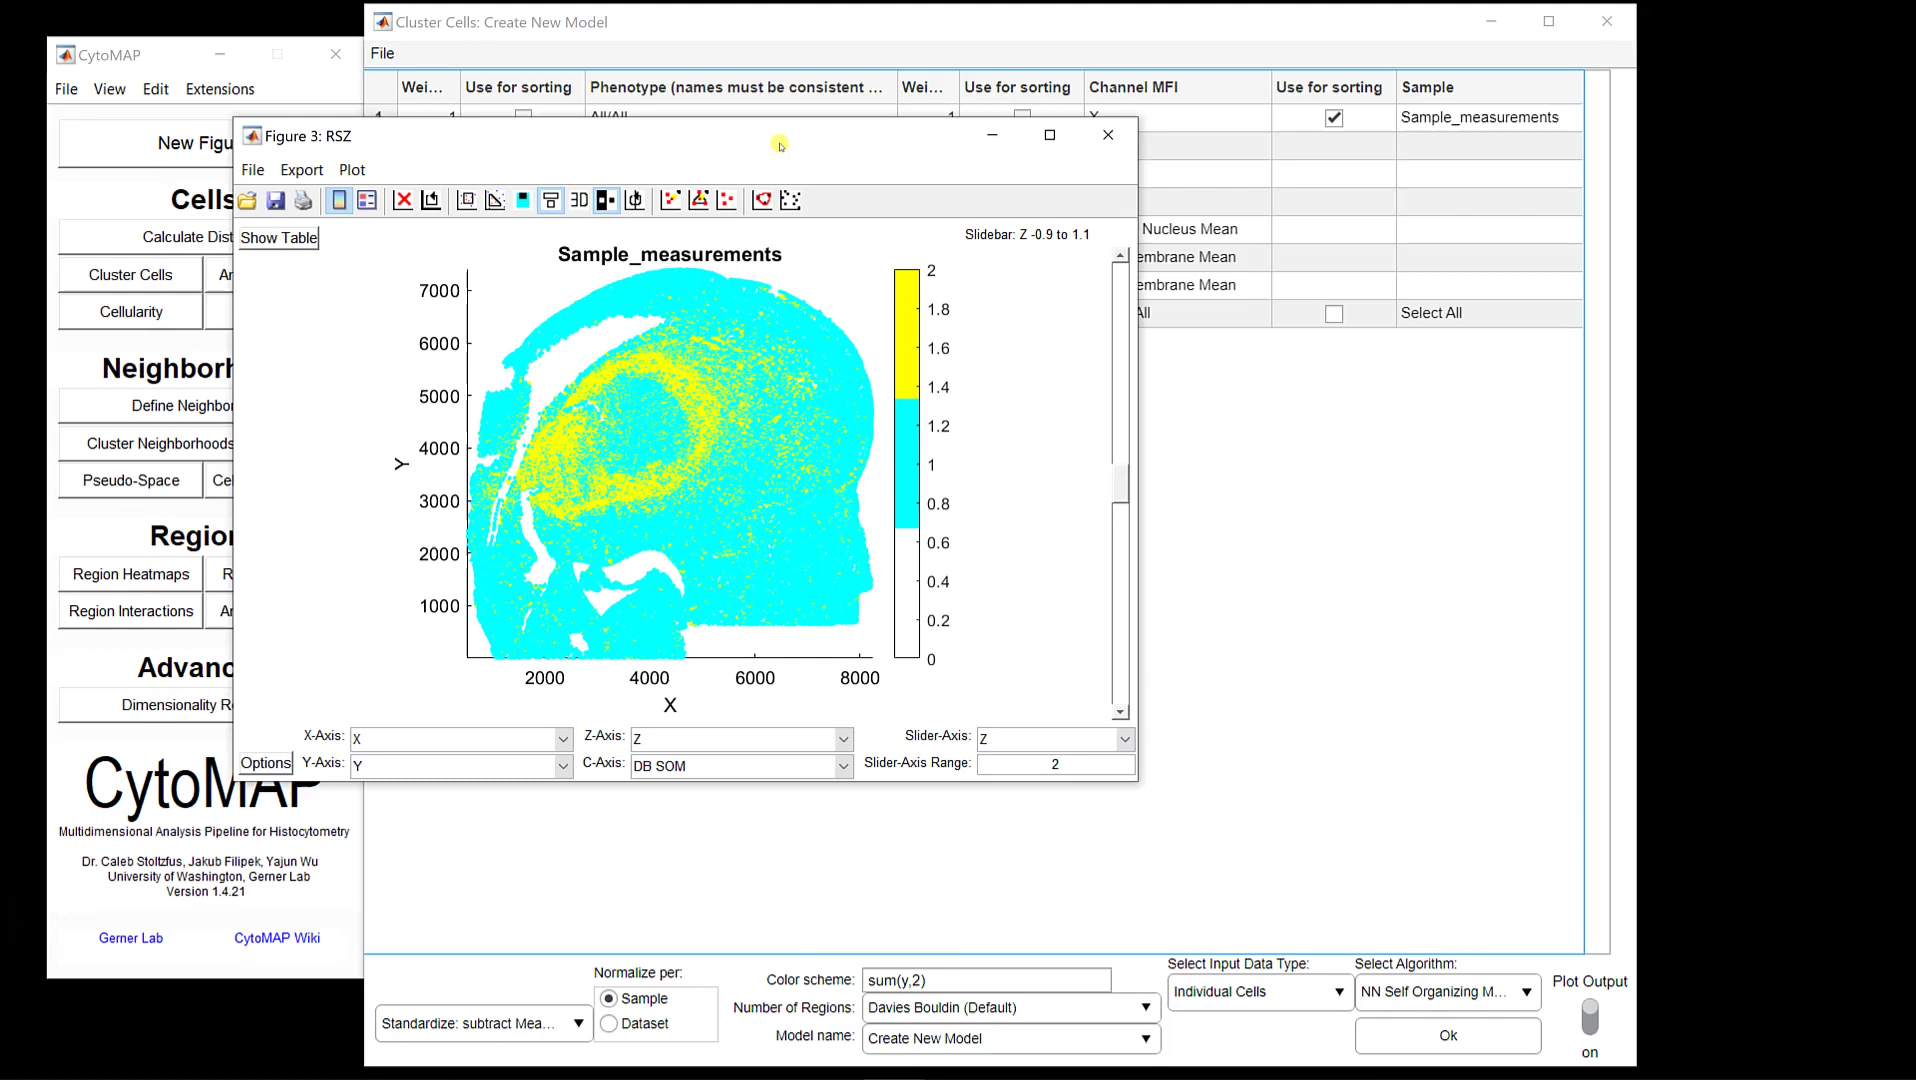 Cluster Cells: Create New Model
File
Wei...
Use for sorting
Phenotype (names must be consistent ...
Wei...
Use for sorting
Channel MFI
Use for sorting
Sample
Sample_measurements
Nucleus Mean
embrane Mean
embrane Mean
All
Select All
CytoMAP
File View Edit Extensions
New Figu
Cells
Calculate Dist
Cluster Cells
Cellularity
Neighborh
Define Neighbor
Cluster Neighborhoods
Pseudo-Space
Cel
Region
Region Heatmaps
R
Region Interactions
Advanc
Dimensionality R
CytoMAP
Multidimensional Analysis Pipeline for Histocytometry
Dr. Caleb Stoltzfus, Jakub Filipek, Yajun Wu
University of Washington, Gerner Lab
Version 1.4.21
Gerner Lab
CytoMAP Wiki
Figure 3: RSZ
File Export Plot
3D
Show Table
Slidebar: Z -0.9 to 1.1
Sample_measurements
7000
6000
5000
4000
3000
2000
1000
Y
2000 4000 6000 8000
X
2
1.8
1.6
1.4
1.2
1
0.8
0.6
0.4
0.2
0
X-Axis: X
Z-Axis: Z
Slider-Axis: Z
Options
Y-Axis: Y
C-Axis: DB SOM
Slider-Axis Range: 2
Standardize: subtract Mea...
Normalize per:
Sample
Dataset
Color scheme: sum(y,2)
Number of Regions: Davies Bouldin (Default)
Model name: Create New Model
Select Input Data Type:
Individual Cells
Select Algorithm:
NN Self Organizing M...
Ok
Plot Output
on